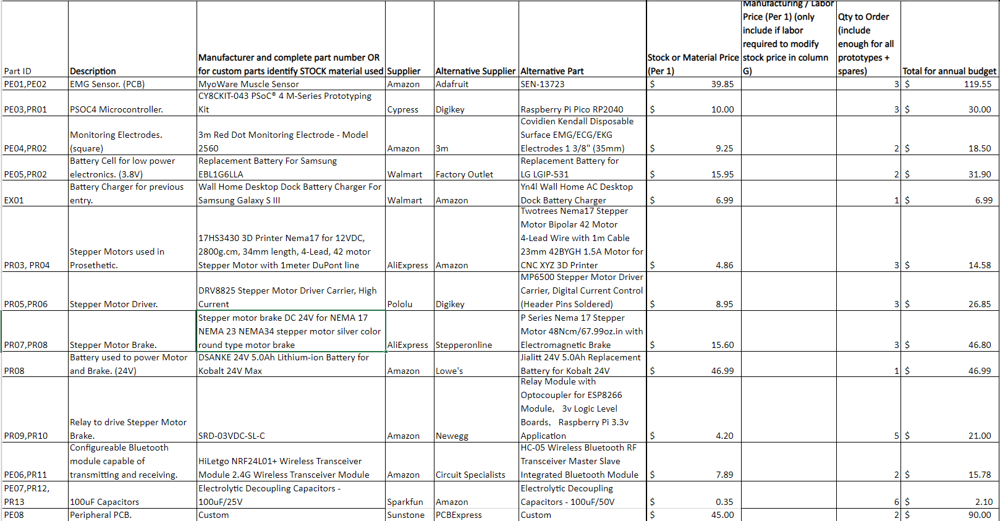 Part ID
Description
Manufacturer and complete part number OR
for custom parts identify STOCK material used
Supplier
Alternative Supplier
Alternative Part
Stock or Material Price
(Per 1)
Manufacturing / Labor
Price (Per 1) (only
include if labor
required to modify
stock price in column
G)
Qty to Order
(include
enough for all
prototypes +
spares)
Total for annual budget
PE01,PE02
EMG Sensor. (PCB)
MyoWare Muscle Sensor
Amazon
Adafruit
SEN-13723
$ 39.85
3
$ 119.55
PE03,PR01
PSOC4 Microcontroller.
CY8CKIT-043 PSoC® 4 M-Series Prototyping
Kit
Cypress
Digikey
Raspberry Pi Pico RP2040
$ 10.00
3
$ 30.00
PE04,PR02
Monitoring Electrodes.
(square)
3m Red Dot Monitoring Electrode - Model
2560
Amazon
3m
Covidien Kendall Disposable
Surface EMG/ECG/EKG
Electrodes 1 3/8" (35mm)
$ 9.25
2
$ 18.50
PE05,PR02
Battery Cell for low power
electronics. (3.8V)
Replacement Battery For Samsung
EBL1G6LLA
Walmart
Factory Outlet
Replacement Battery for
LG LGIP-531
$ 15.95
2
$ 31.90
EX01
Battery Charger for previous
entry.
Wall Home Desktop Dock Battery Charger For
Samsung Galaxy S III
Walmart
Amazon
Yn4l Wall Home AC Desktop
Dock Battery Charger
$ 6.99
1
$ 6.99
PR03, PR04
Stepper Motors used in
Prosethetic.
17HS3430 3D Printer Nema17 for 12VDC,
2800g.cm, 34mm length, 4-Lead, 42 motor
Stepper Motor with 1meter DuPont line
AliExpress
Amazon
Twotrees Nema17 Stepper
Motor Bipolar 42 Motor
4-Lead Wire with 1m Cable
23mm 42BYGH 1.5A Motor for
CNC XYZ 3D Printer
$ 4.86
3
$ 14.58
PR05,PR06
Stepper Motor Driver.
DRV8825 Stepper Motor Driver Carrier, High
Current
Pololu
Digikey
MP6500 Stepper Motor Driver
Carrier, Digital Current Control
(Header Pins Soldered)
$ 8.95
3
$ 26.85
PR07,PR08
Stepper Motor Brake.
Stepper motor brake DC 24V for NEMA 17
NEMA 23 NEMA34 stepper motor silver color
round type motor brake
AliExpress
Stepperonline
P Series Nema 17 Stepper
Motor 48Ncm/67.99oz.in with
Electromagnetic Brake
$ 15.60
3
$ 46.80
PR08
Battery used to power Motor
and Brake. (24V)
DSANKE 24V 5.0Ah Lithium-ion Battery for
Kobalt 24V Max
Amazon
Lowe's
Jialitt 24V 5.0Ah Replacement
Battery for Kobalt 24V
$ 46.99
1
$ 46.99
PR09,PR10
Relay to drive Stepper Motor
Brake.
SRD-03VDC-SL-C
Amazon
Newegg
Relay Module with
Optocoupler for ESP8266
Module， 3v Logic Level
Boards， Raspberry Pi 3.3v
Application
$ 4.20
5
$ 21.00
PE06,PR11
Configureable Bluetooth
module capable of
transmitting and receiving.
HiLetgo NRF24L01+ Wireless Transceiver
Module 2.4G Wireless Transceiver Module
Amazon
Circuit Specialists
HC-05 Wireless Bluetooth RF
Transceiver Master Slave
Integrated Bluetooth Module
$ 7.89
2
$ 15.78
PE07,PR12,
PR13
100uF Capacitors
Electrolytic Decoupling Capacitors -
100uF/25V
Sparkfun
Amazon
Electrolytic Decoupling
Capacitors - 100uF/50V
$ 0.35
6
$ 2.10
PE08
Peripheral PCB.
Custom
Sunstone
PCBExpress
Custom
$ 45.00
2
$ 90.00